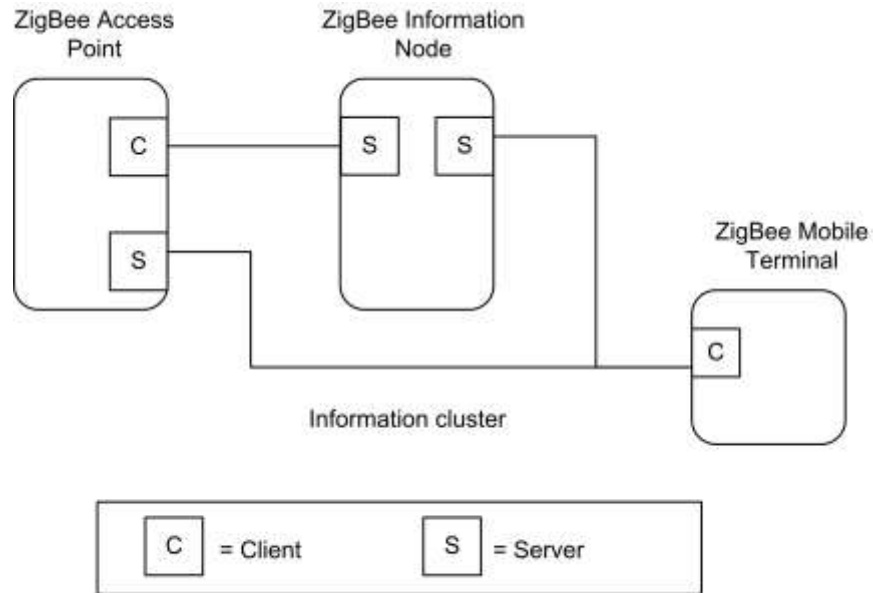 ZigBee Access
Point
ZigBee Information
Node
C
S
S
S
ZigBee Mobile
Terminal
C
Information cluster
C = Client
S = Server